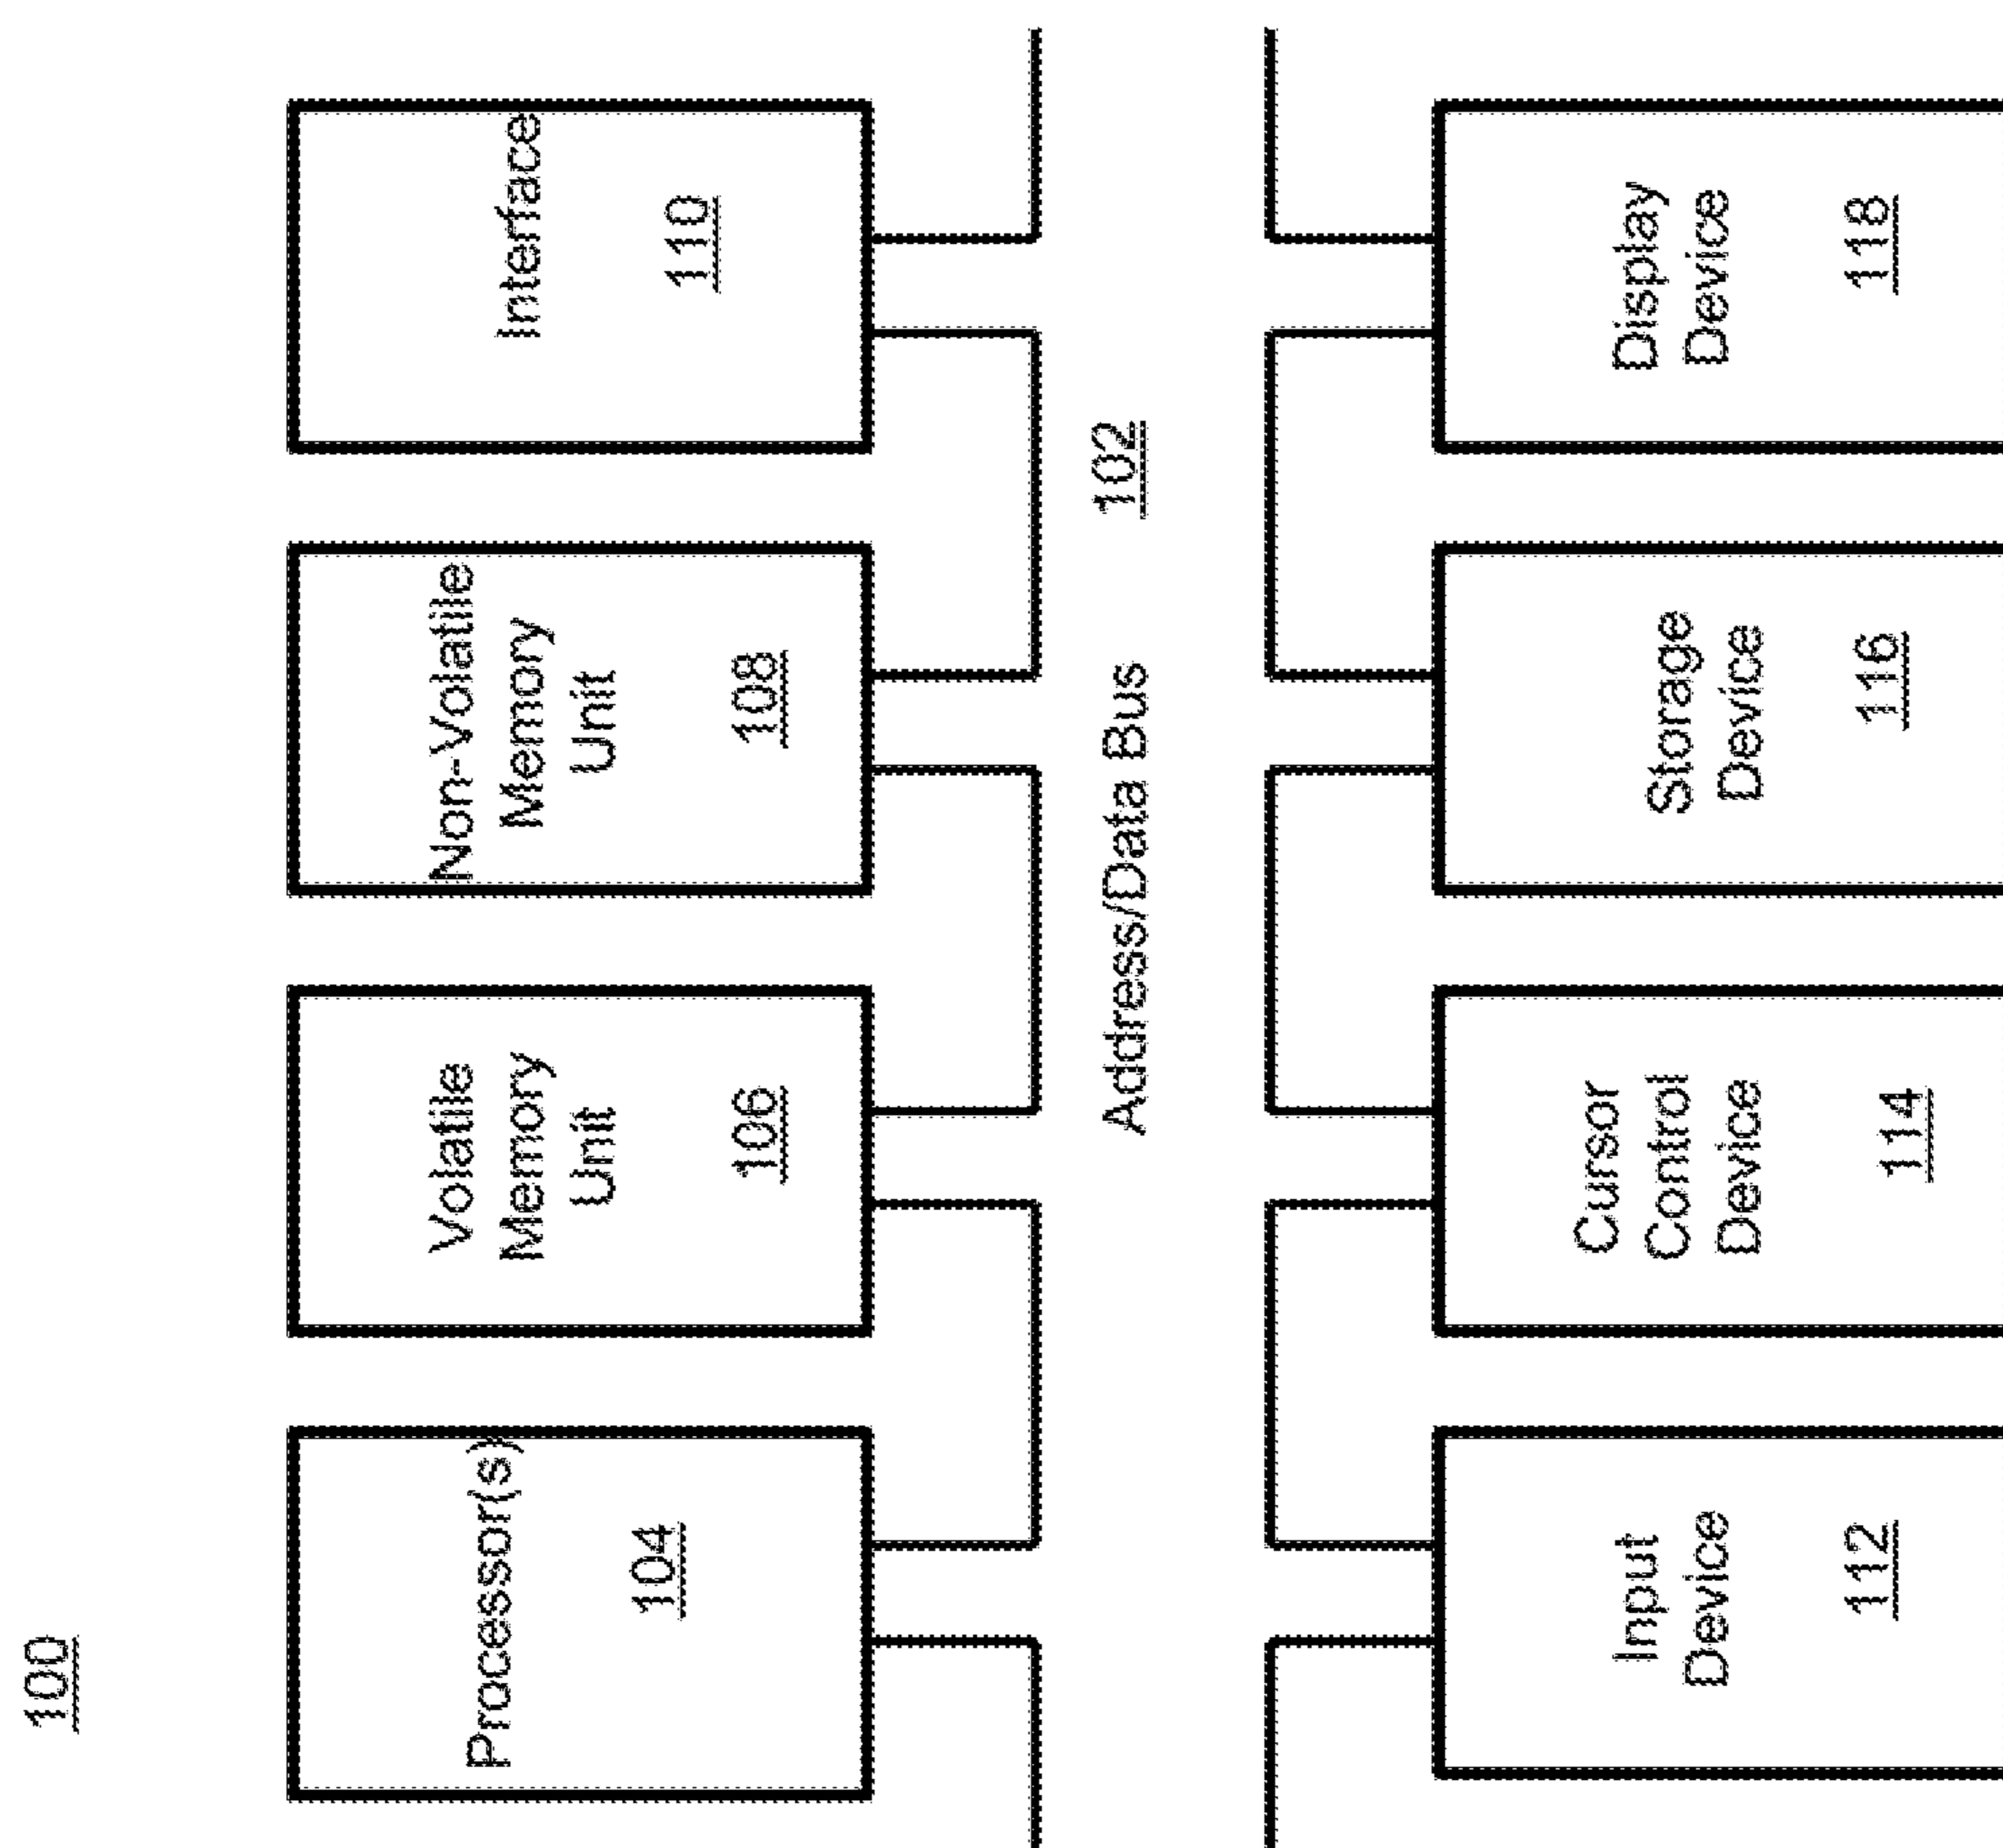 100
Processor(s)
104
Volatile
Memory
Unit
106
Non-Volatile
Memory
Unit
108
Interface
110
Address/Data Bus 102
Input
Device
112
Cursor
Control
Device
114
Storage
Device
116
Display
Device
118